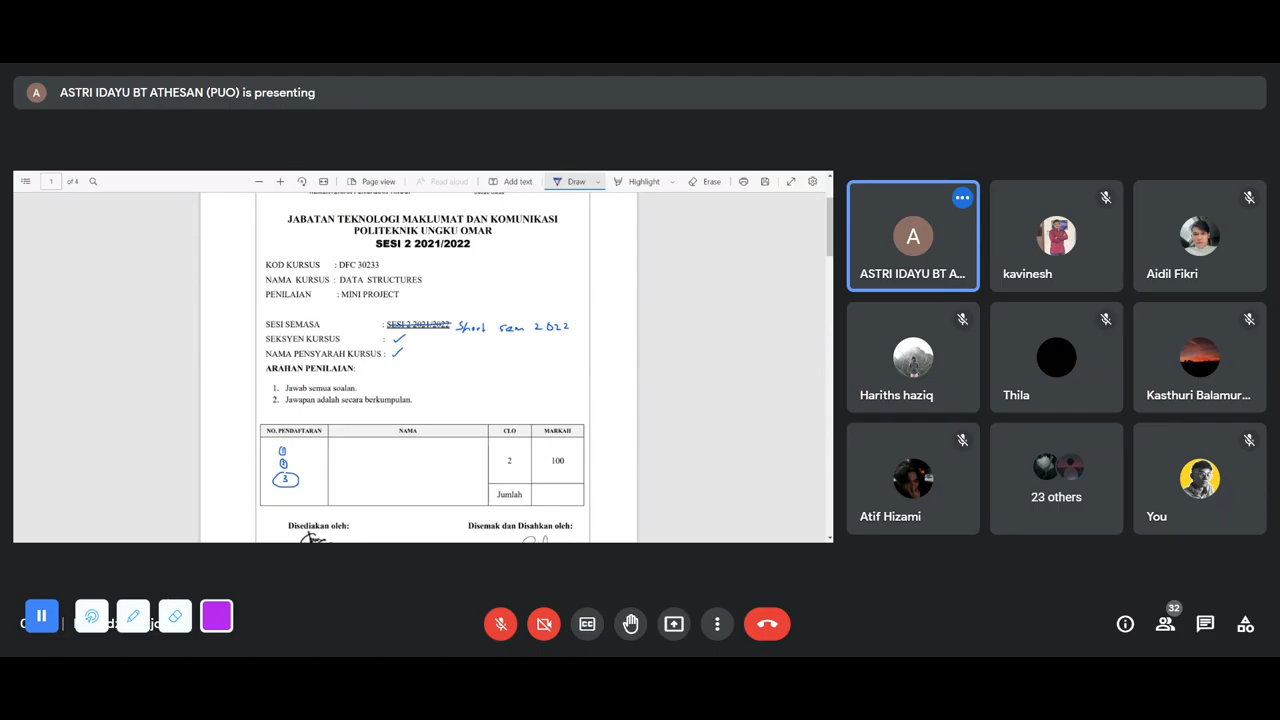 A ASTRI IDAYU BT ATHESAN (PUO) is presenting
1 of 4 Page view Read aloud Add text Draw Highlight Erase
JABATAN TEKNOLOGI MAKLUMAT DAN KOMUNIKASI
POLITEKNIK UNGKU OMAR
SESI 2 2021/2022
KOD KURSUS : DFC 30233
NAMA KURSUS : DATA STRUCTURES
PENILAIAN : MINI PROJECT
SESI SEMASA : SESI 2 2021/2022 Short sem 2022
SEKSYEN KURSUS :
NAMA PENSYARAH KURSUS :
ARAHAN PENILAIAN:
1. Jawab semua soalan.
2. Jawapan adalah secara berkumpulan.
NO. PENDAFTARAN NAMA CLO MARKAH
1
2
3
2 100
Jumlah
Disediakan oleh: Disemak dan Disahkan oleh:
A
ASTRI IDAYU BT A...
kavinesh
Aidil Fikri
Hariths haziq
Thila
Kasthuri Balamur...
Atif Hizami
23 others
You
CC
32